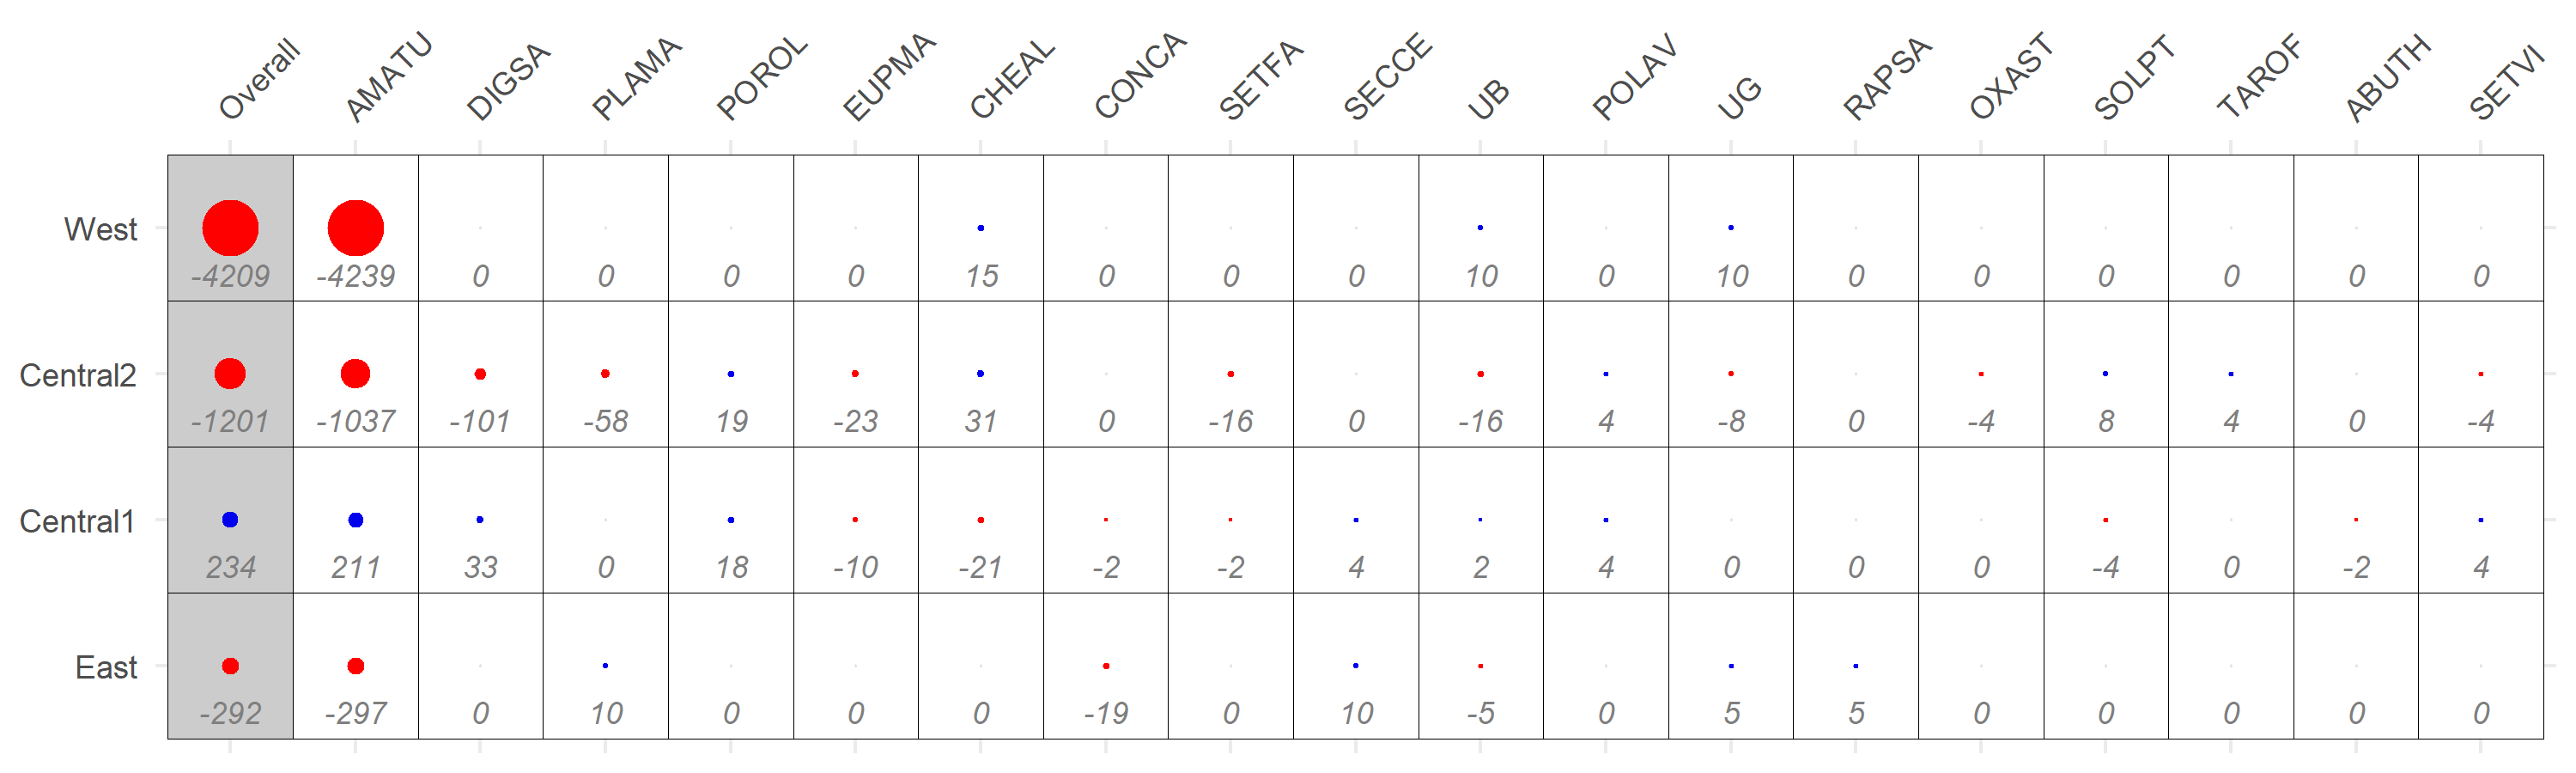 Overall AMATU DIGSA PLAMA POROL EUPMA CHEAL CONCA SETFA SECCE UB POLAV UG RAPSA OXAST SOLPT TAROF ABUTH SETVI
West
-4209 -4239 0 0 0 0 15 0 0 0 10 0 10 0 0 0 0 0 0
Central2
-1201 -1037 -101 -58 19 -23 31 0 -16 0 -16 4 -8 0 -4 8 4 0 -4
Central1
234 211 33 0 18 -10 -21 -2 -2 4 2 4 0 0 0 -4 0 -2 4
East
-292 -297 0 10 0 0 0 -19 0 10 -5 0 5 5 0 0 0 0 0